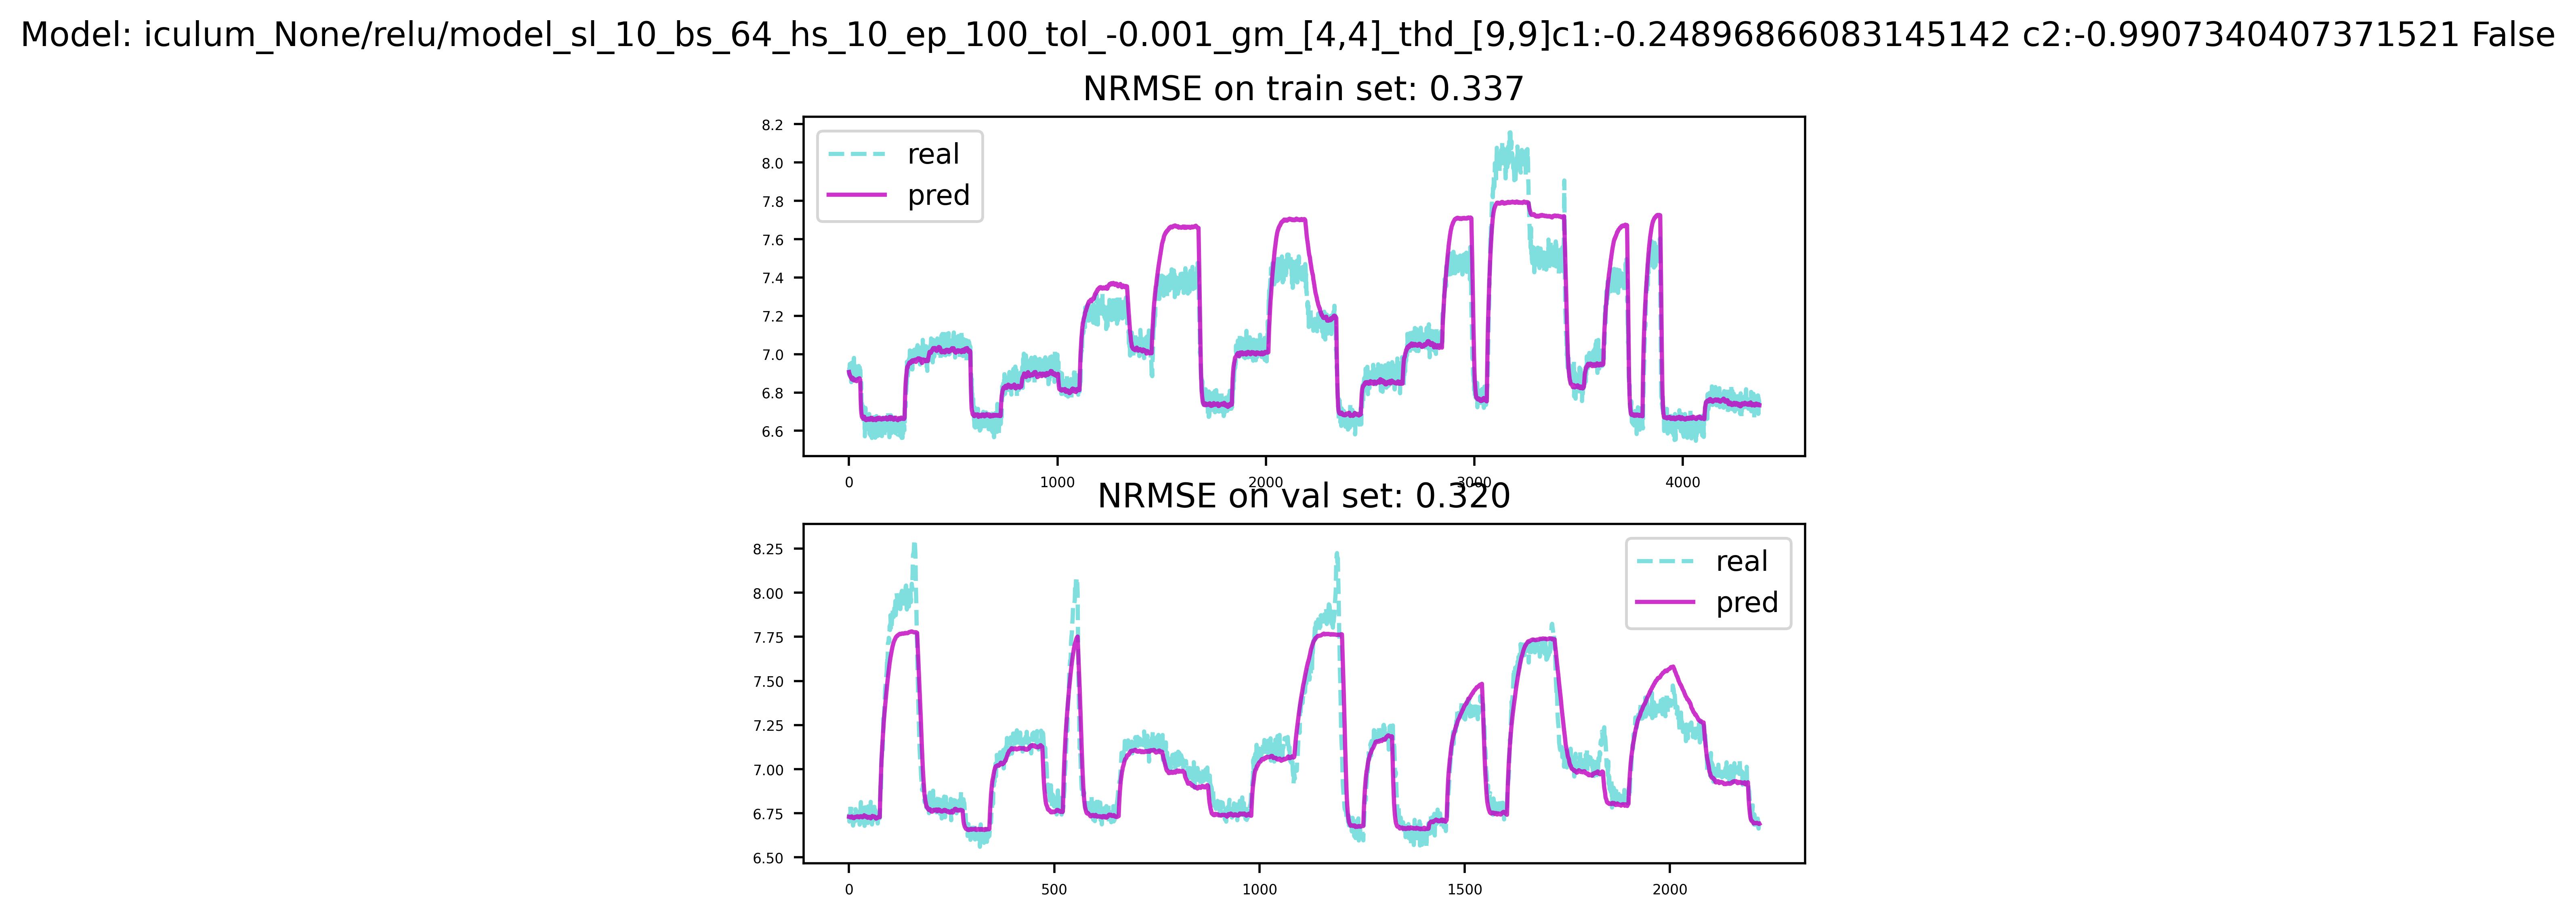 Model: iculum_None/relu/model_sl_10_bs_64_hs_10_ep_100_tol_-0.001_gm_[4,4]_thd_[9,9]c1:-0.24896866083145142 c2:-0.9907340407371521 False
NRMSE on train set: 0.337
8.2
8.0
7.8
7.6
7.4
7.2
7.0
6.8
6.6
real
pred
0 1000 2000 3000 4000
NRMSE on val set: 0.320
8.25
8.00
7.75
7.50
7.25
7.00
6.75
6.50
real
pred
0 500 1000 1500 2000